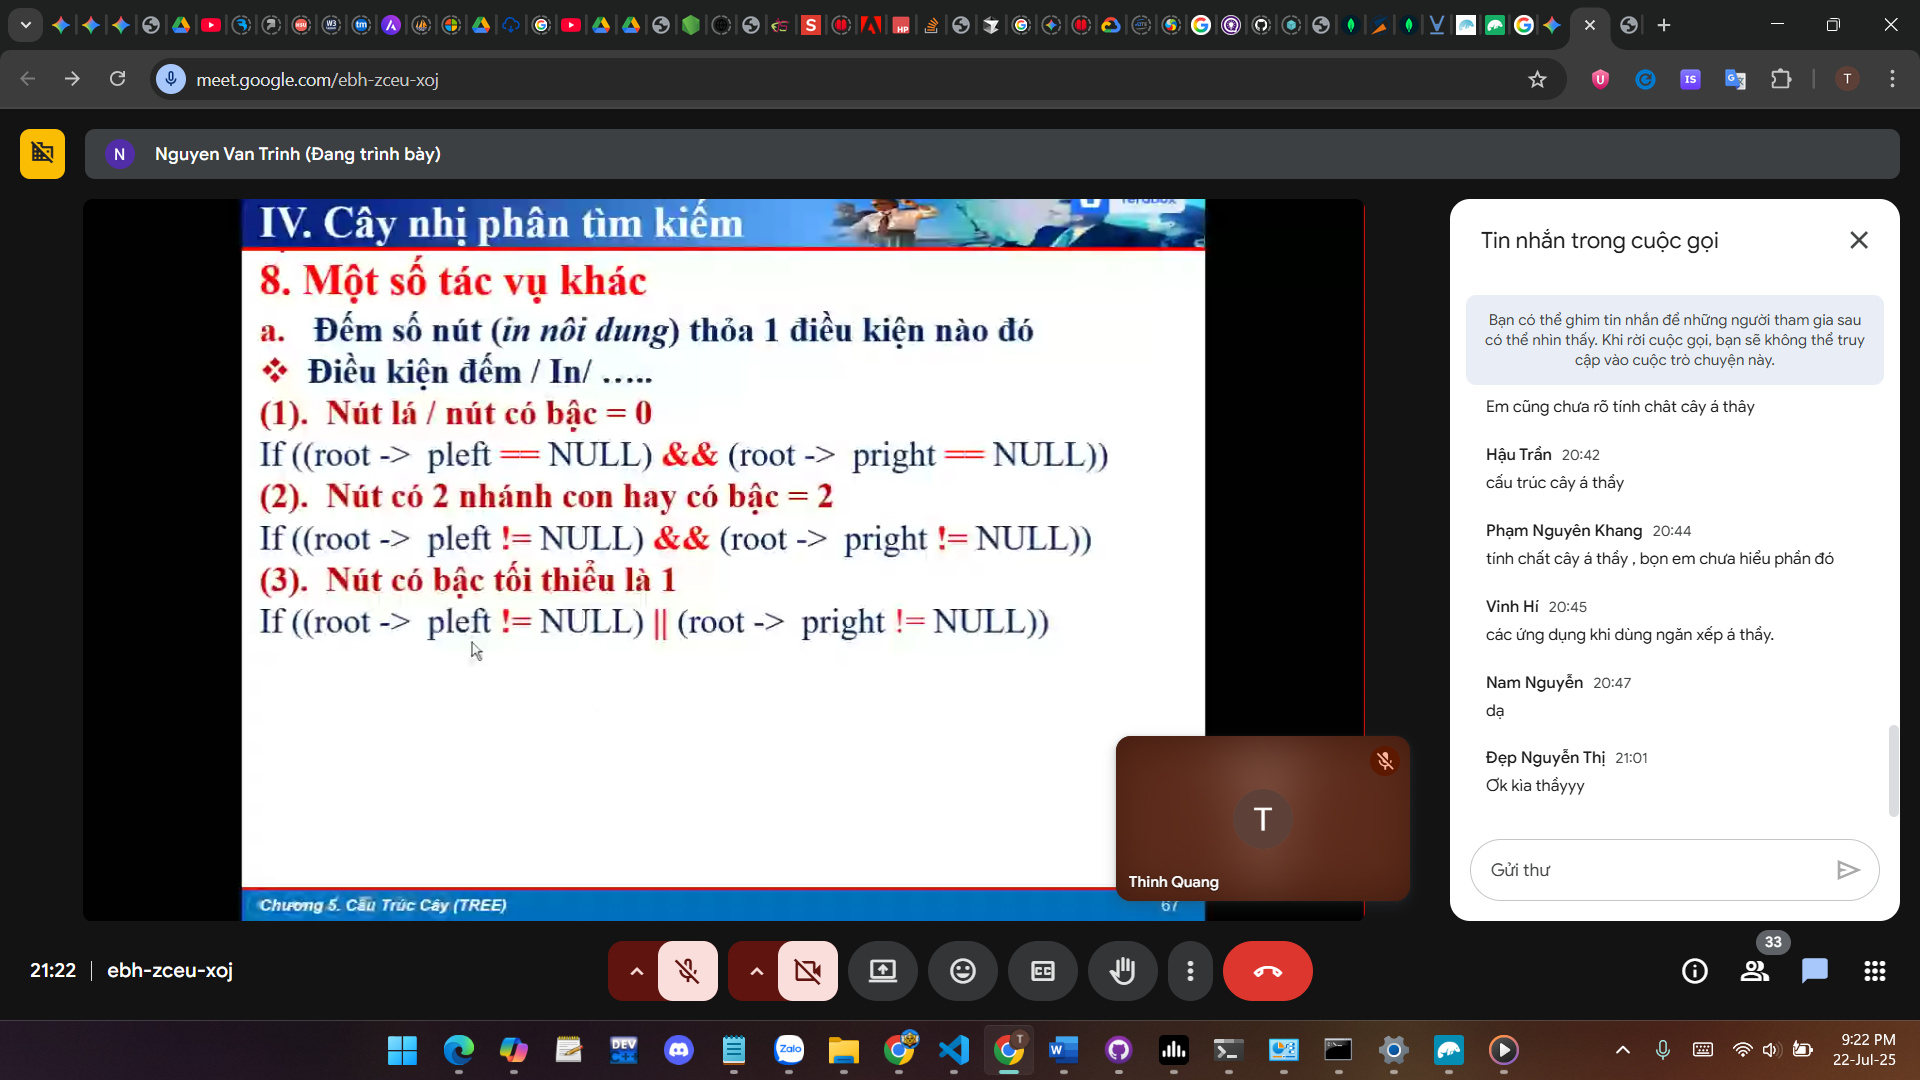 meet.google.com/ebh-zceu-xoj
T
N
Nguyen Van Trinh (Đang trình bày)
IV. Cây nhị phân tìm kiếm
TeraBox
8. Một số tác vụ khác
a. Đếm số nút (in nôi dung) thỏa 1 điều kiện nào đó
❖ Điều kiện đếm / In/ …..
(1). Nút lá / nút có bậc = 0
If ((root -> pleft == NULL) && (root -> pright == NULL))
(2). Nút có 2 nhánh con hay có bậc = 2
If ((root -> pleft != NULL) && (root -> pright != NULL))
(3). Nút có bậc tối thiểu là 1
If ((root -> pleft != NULL) || (root -> pright != NULL))
Chương 5. Cấu Trúc Cây (TREE)
67
T
Thinh Quang
Tin nhắn trong cuộc gọi
Bạn có thể ghim tin nhắn để những người tham gia sau
có thể nhìn thấy. Khi rời cuộc gọi, bạn sẽ không thể truy
cập vào cuộc trò chuyện này.
Em cũng chưa rõ tính chât cây á thây
Hậu Trần 20:42
cấu trúc cây á thầy
Phạm Nguyên Khang 20:44
tính chất cây á thầy , bọn em chưa hiểu phần đó
Vinh Hí 20:45
các ứng dụng khi dùng ngăn xếp á thầy.
Nam Nguyễn 20:47
dạ
Đẹp Nguyễn Thị 21:01
Ơk kìa thầyyy
Gửi thư
21:22 | ebh-zceu-xoj
33
DEV
Zalo
T
9:22 PM
22-Jul-25